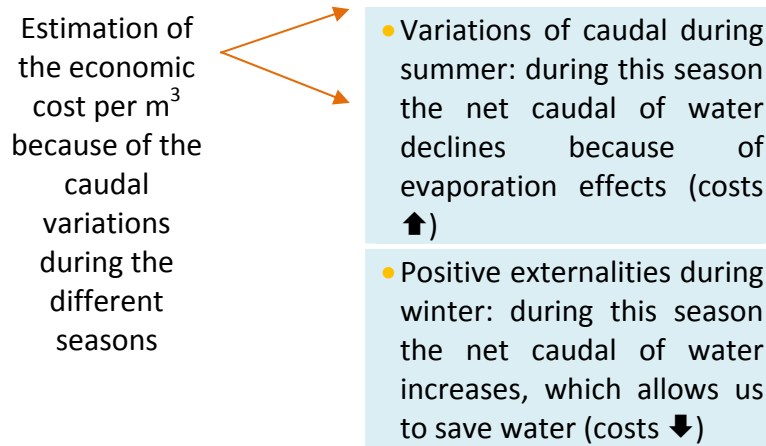 Estimation of
the economic
cost per m³
because of the
caudal
variations
during the
different
seasons
• Variations of caudal during
summer: during this season
the net caudal of water
declines because of
evaporation effects (costs
⬆)
• Positive externalities during
winter: during this season
the net caudal of water
increases, which allows us
to save water (costs ⬇)